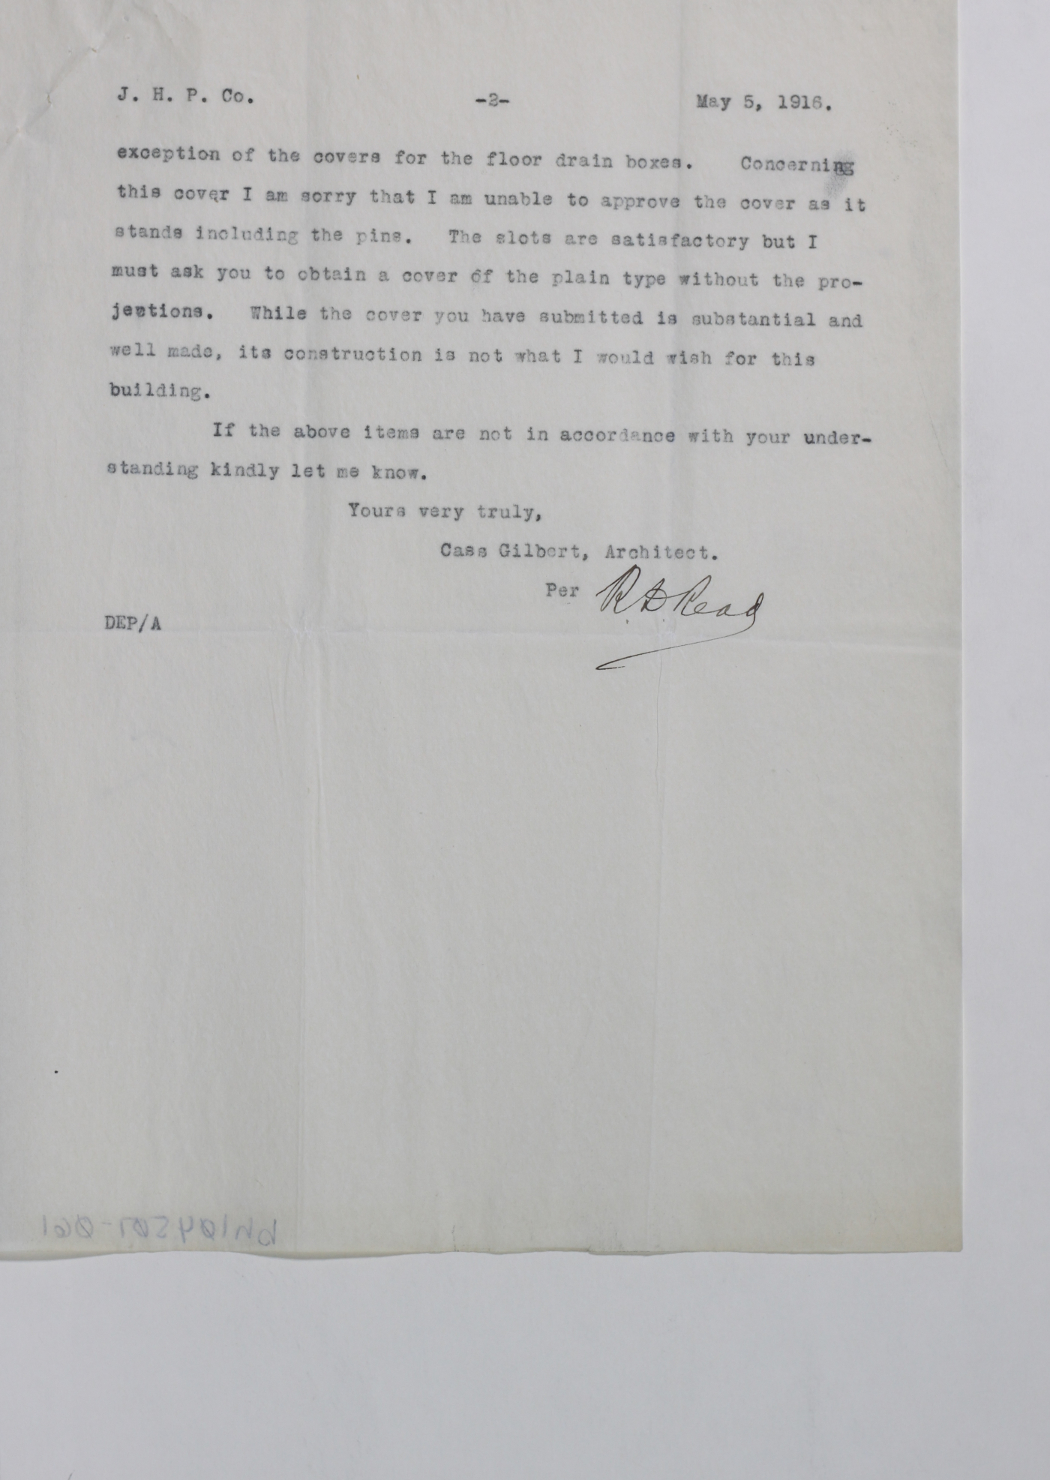 J. H. P. Co. -2- May 5, 1916.
exception of the covers for the floor drain boxes. Concerning
this cover I am sorry that I am unable to approve the cover as it
stands including the pins. The slots are satisfactory but I
must ask you to obtain a cover of the plain type without the pro-
jections. While the cover you have submitted is substantial and
well made, its construction is not what I would wish for this
building.
If the above items are not in accordance with your under-
standing kindly let me know.
Yours very truly,
Cass Gilbert, Architect.
Per R. D. Read
DEP/A